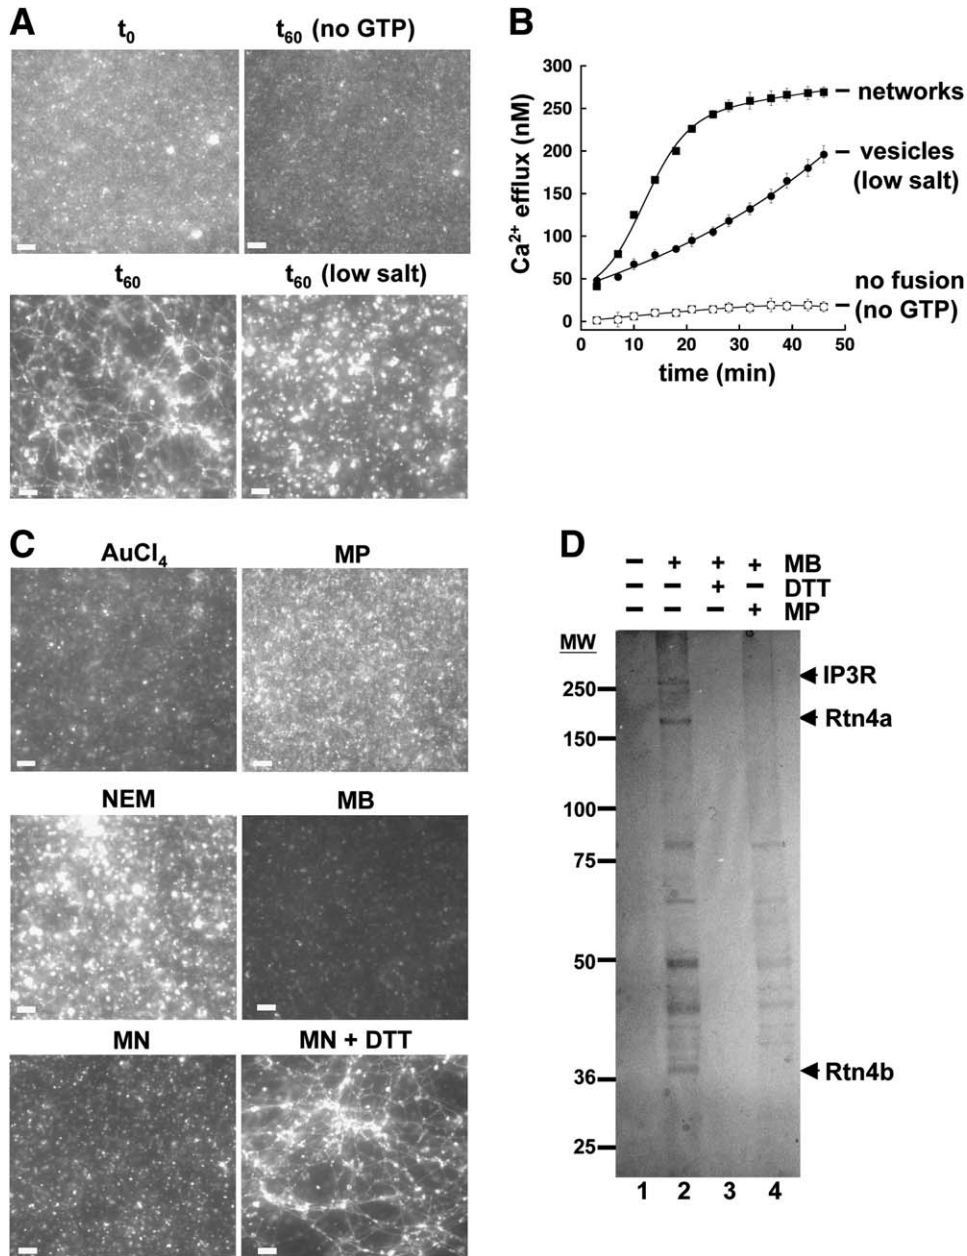 A
t0
t60 (no GTP)
t60
t60 (low salt)
B
Ca2+ efflux (nM)
300
250
200
150
100
50
0
0 10 20 30 40 50
time (min)
networks
vesicles
(low salt)
no fusion
(no GTP)
C
AuCl4
MP
NEM
MB
MN
MN + DTT
D
− + + + MB
− − + − DTT
− − − + MP
MW
250
150
100
75
50
36
25
IP3R
Rtn4a
Rtn4b
1 2 3 4